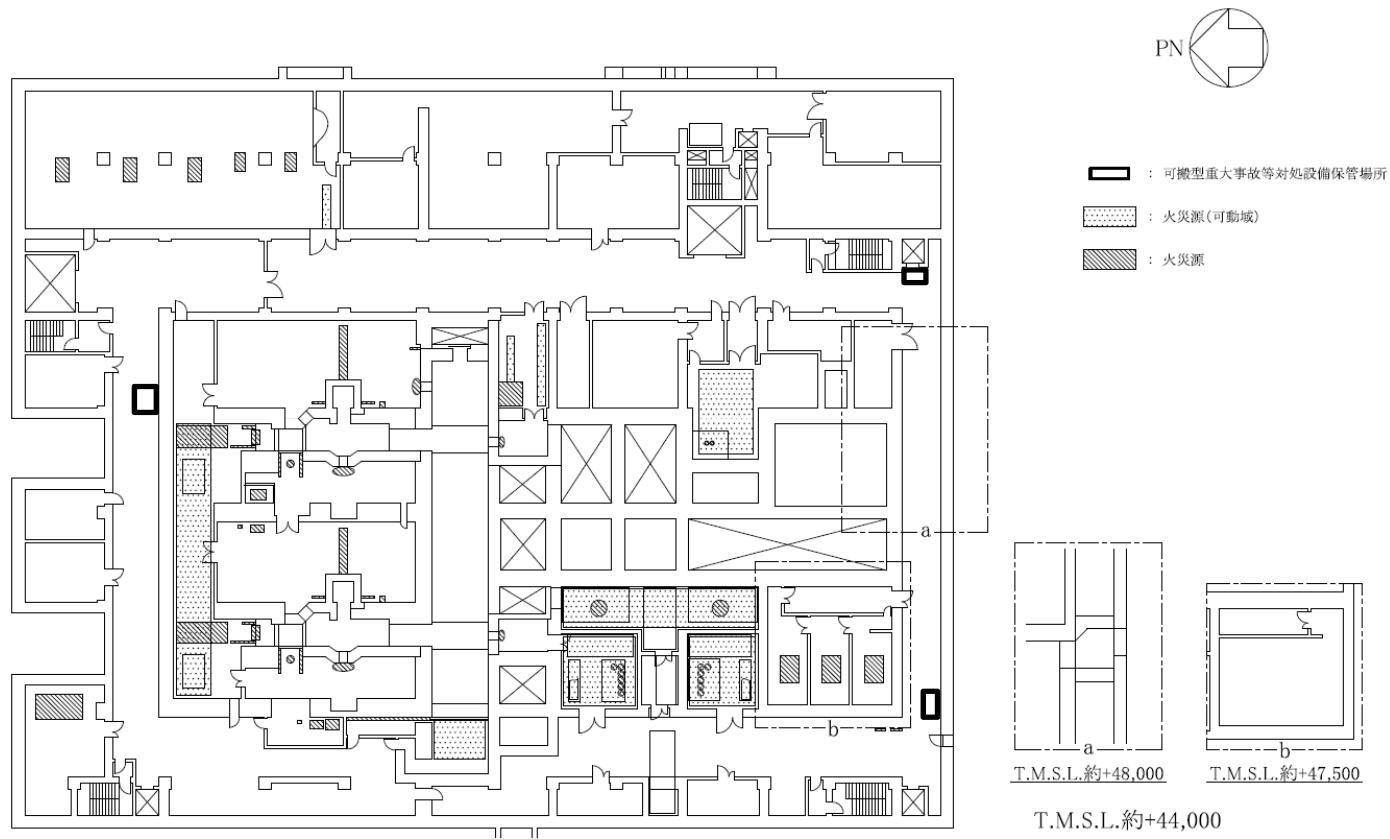 PN
： 可搬型重大事故等対処設備保管場所
： 火災源(可動域)
： 火災源
a
b
a
T.M.S.L.約+48,000
b
T.M.S.L.約+47,500
T.M.S.L.約+44,000